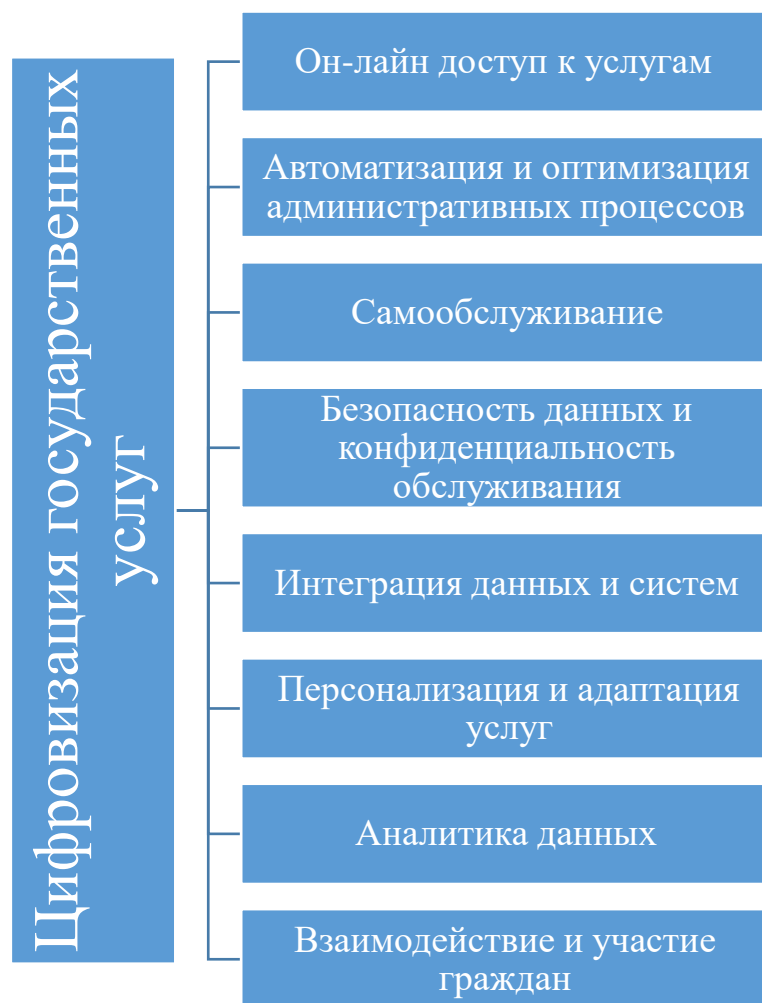 Цифровизация государственных
услуг
Он-лайн доступ к услугам
Автоматизация и оптимизация
административных процессов
Самообслуживание
Безопасность данных и
конфиденциальность
обслуживания
Интеграция данных и систем
Персонализация и адаптация
услуг
Аналитика данных
Взаимодействие и участие
граждан